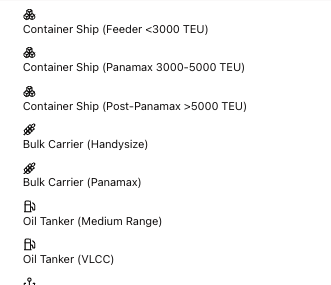 Container Ship (Feeder <3000 TEU)
Container Ship (Panamax 3000-5000 TEU)
Container Ship (Post-Panamax >5000 TEU)
Bulk Carrier (Handysize)
Bulk Carrier (Panamax)
Oil Tanker (Medium Range)
Oil Tanker (VLCC)